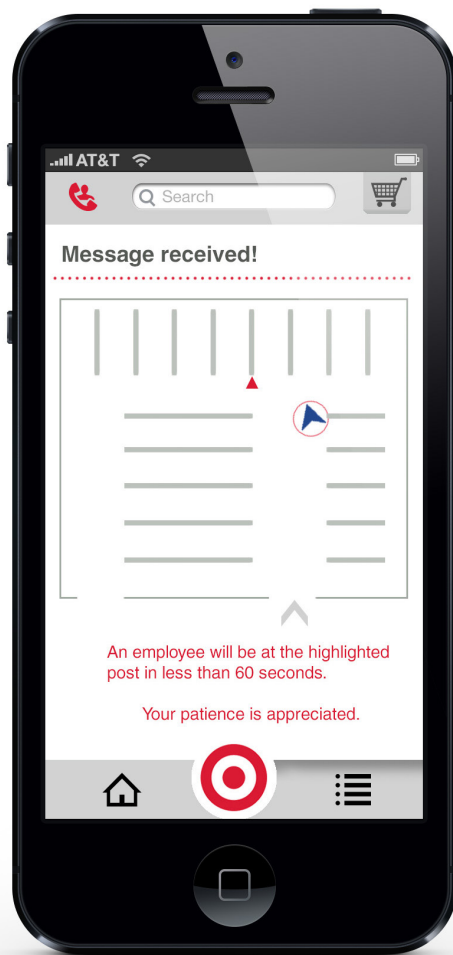 AT&T
Search
Message received!
An employee will be at the highlighted
post in less than 60 seconds.
Your patience is appreciated.